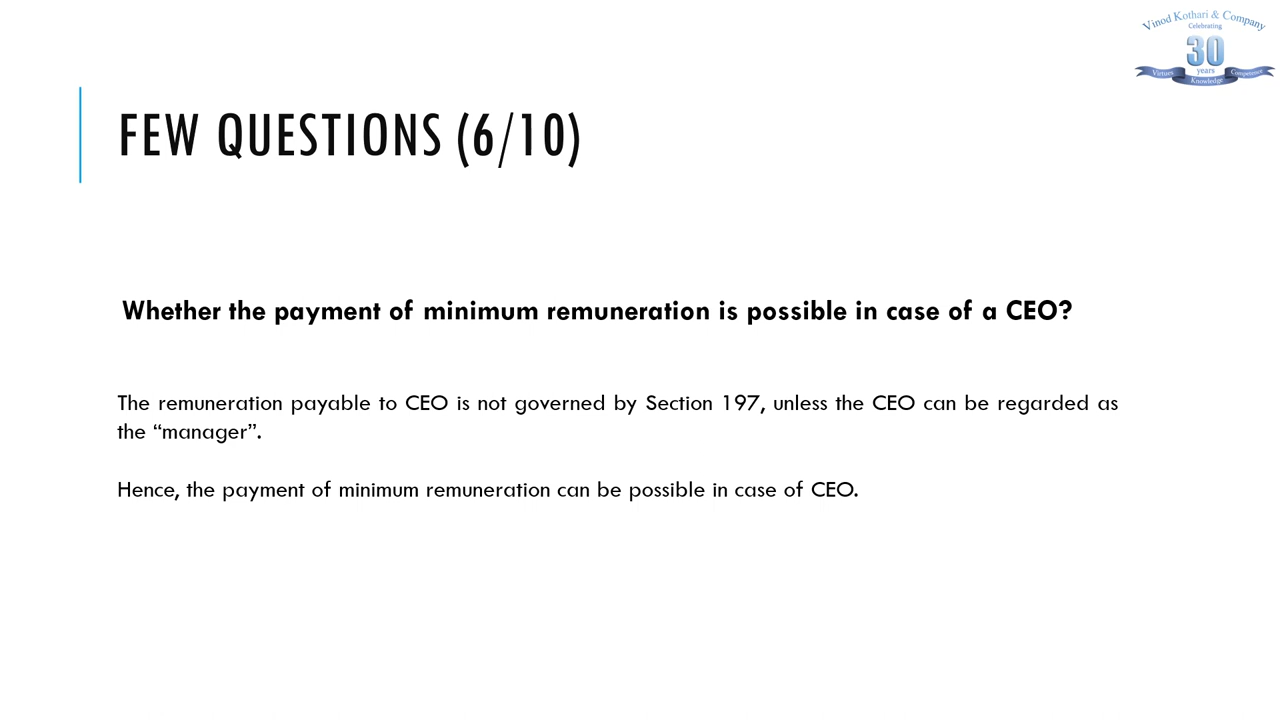 Vinod Kothari & Company
Celebrating
30
years
Virtues
Knowledge
Competence
FEW QUESTIONS (6/10)
Whether the payment of minimum remuneration is possible in case of a CEO?
The remuneration payable to CEO is not governed by Section 197, unless the CEO can be regarded as
the “manager”.
Hence, the payment of minimum remuneration can be possible in case of CEO.